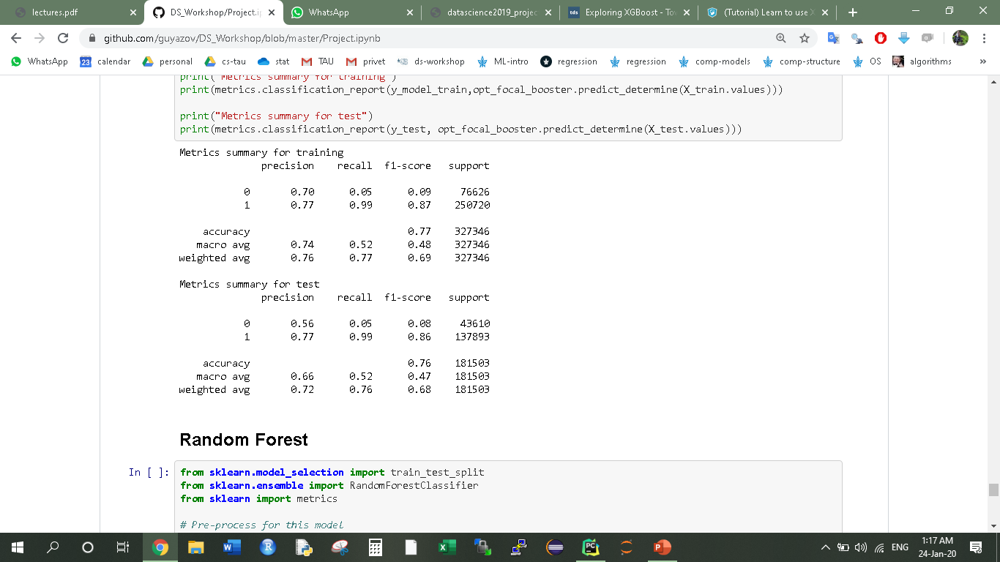 lectures.pdf
DS_Workshop/Project.ip
WhatsApp
datascience2019_projec
tds Exploring XGBoost - Tow
(Tutorial) Learn to use X
github.com/guyazov/DS_Workshop/blob/master/Project.ipynb
WhatsApp 23 calendar personal cs-tau stat TAU privet ds-workshop ML-intro regression regression comp-models comp-structure OS algorithms »
print("Metrics summary for training")
print(metrics.classification_report(y_model_train,opt_focal_booster.predict_determine(X_train.values)))
print("Metrics summary for test")
print(metrics.classification_report(y_test, opt_focal_booster.predict_determine(X_test.values)))
Metrics summary for training
precision recall f1-score support
0 0.70 0.05 0.09 76626
1 0.77 0.99 0.87 250720
accuracy 0.77 327346
macro avg 0.74 0.52 0.48 327346
weighted avg 0.76 0.77 0.69 327346
Metrics summary for test
precision recall f1-score support
0 0.56 0.05 0.08 43610
1 0.77 0.99 0.86 137893
accuracy 0.76 181503
macro avg 0.66 0.52 0.47 181503
weighted avg 0.72 0.76 0.68 181503
Random Forest
In [ ]: from sklearn.model_selection import train_test_split
from sklearn.ensemble import RandomForestClassifier
from sklearn import metrics
# Pre-process for this model
ENG
1:17 AM
24-Jan-20